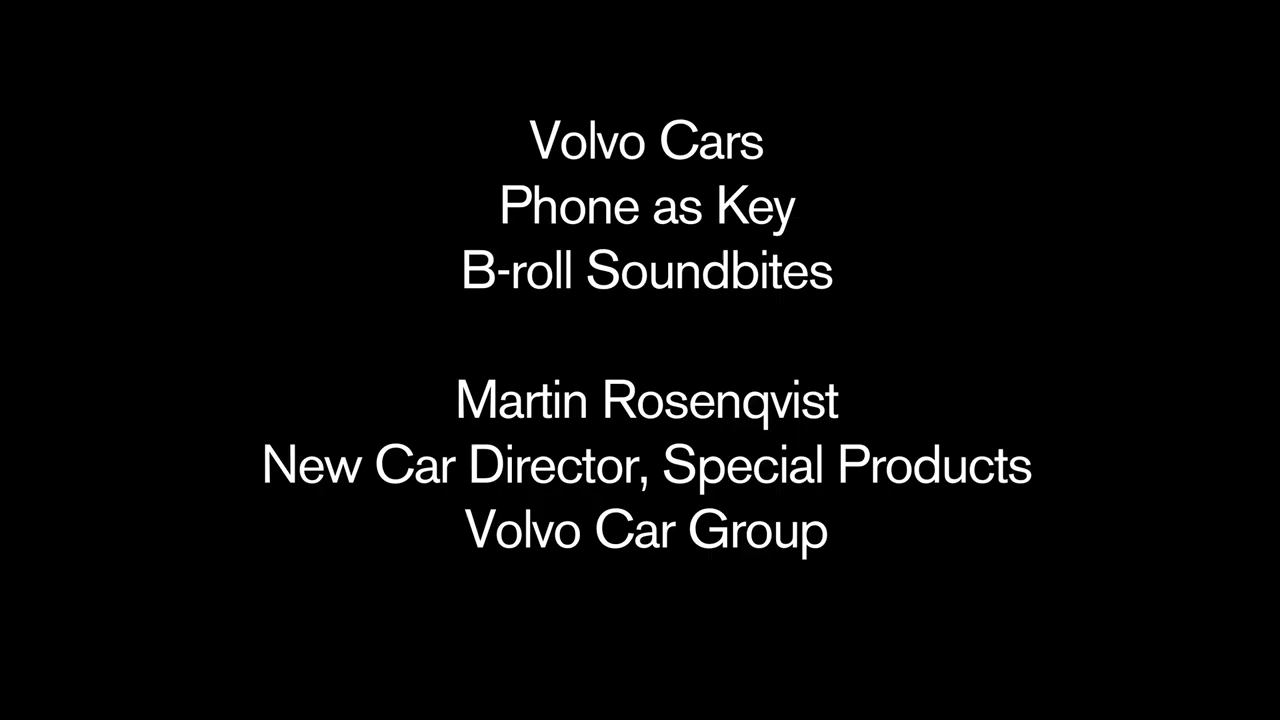 Volvo Cars
Phone as Key
B-roll Soundbites
Martin Rosenqvist
New Car Director, Special Products
Volvo Car Group